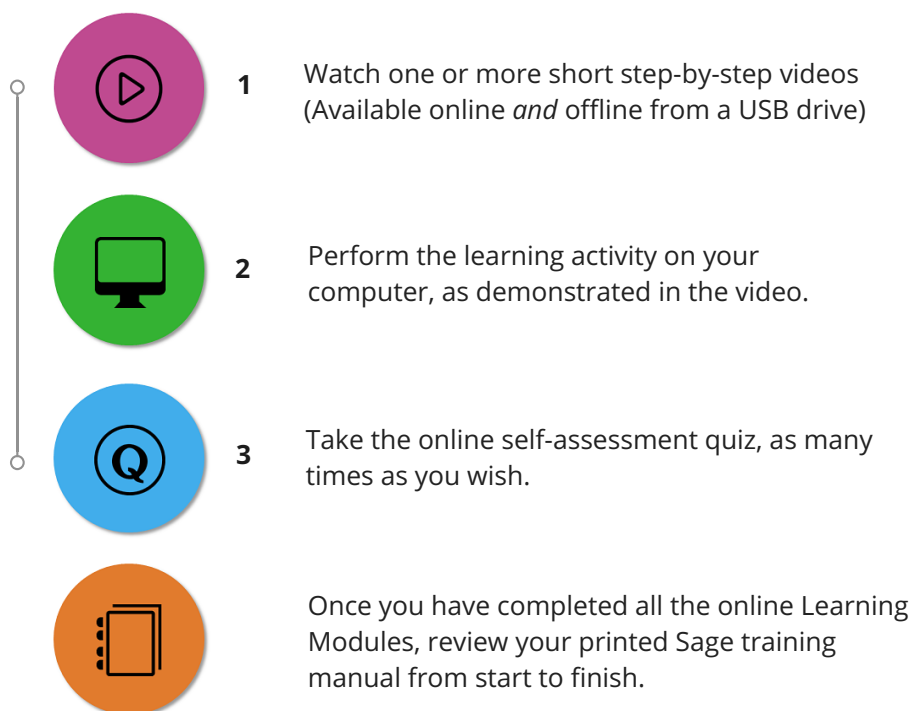 1
Watch one or more short step-by-step videos
(Available online and offline from a USB drive)
2
Perform the learning activity on your
computer, as demonstrated in the video.
Q
3
Take the online self-assessment quiz, as many
times as you wish.
Once you have completed all the online Learning
Modules, review your printed Sage training
manual from start to finish.